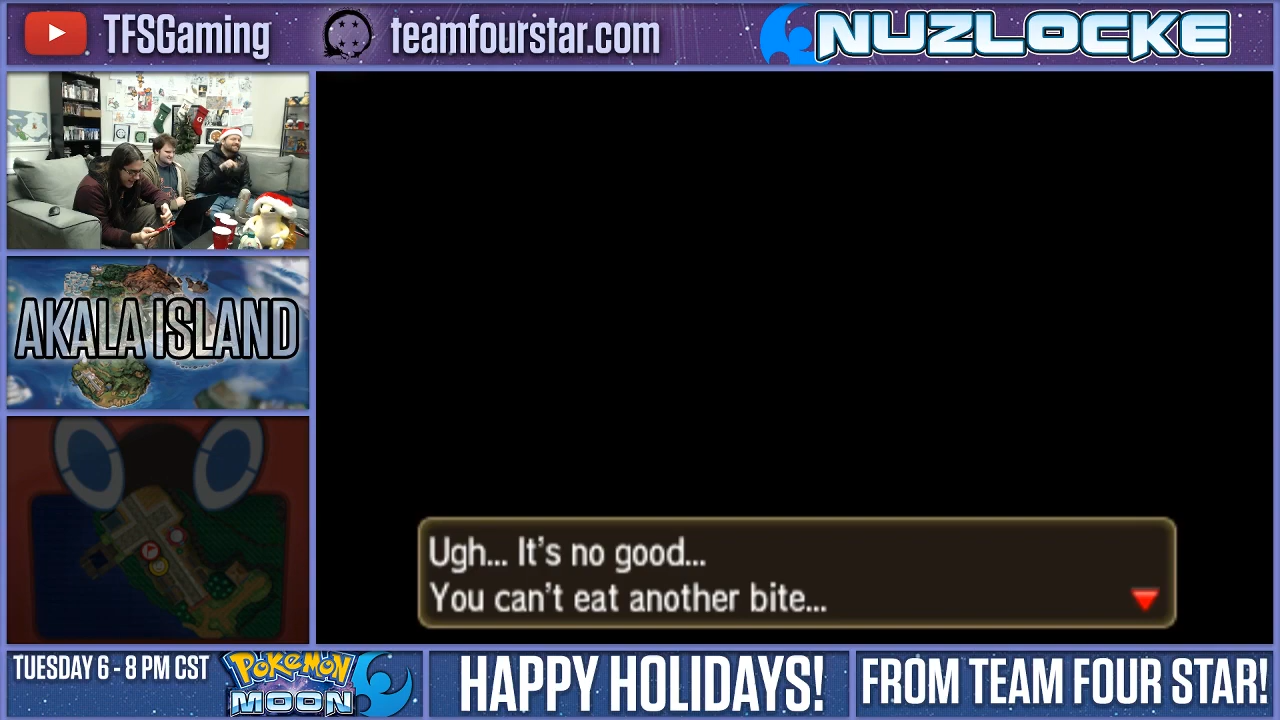 TFSGaming
teamfourstar.com
NUZLOCKE
AKALA ISLAND
Ugh... It's no good...
You can't eat another bite...
TUESDAY 6 - 8 PM CST
POKéMON
MOON
HAPPY HOLIDAYS!
FROM TEAM FOUR STAR!